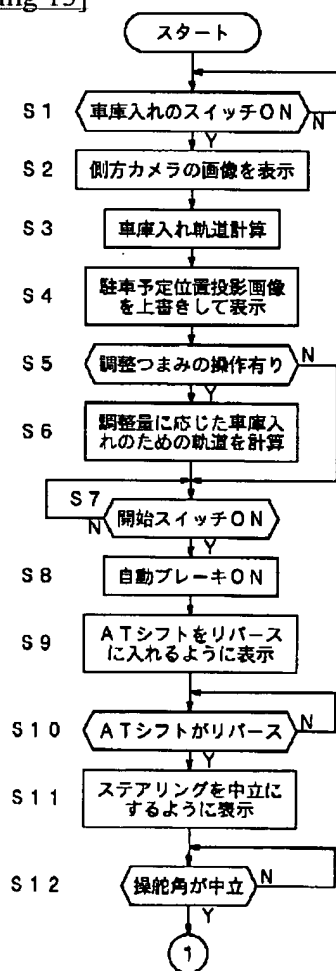 ing 13]
スタート
S1 車庫入れのスイッチON N
Y
S2 側方カメラの画像を表示
S3 車庫入れ軌道計算
S4 駐車予定位置投影画像
を上書きして表示
S5 調整つまみの操作有り N
Y
S6 調整量に応じた車庫入
れのための軌道を計算
S7 開始スイッチON
N
Y
S8 自動ブレーキON
S9 ATシフトをリバース
に入れるように表示
S10 ATシフトがリバース N
Y
S11 ステアリングを中立に
するように表示
S12 操舵角が中立 N
Y
1